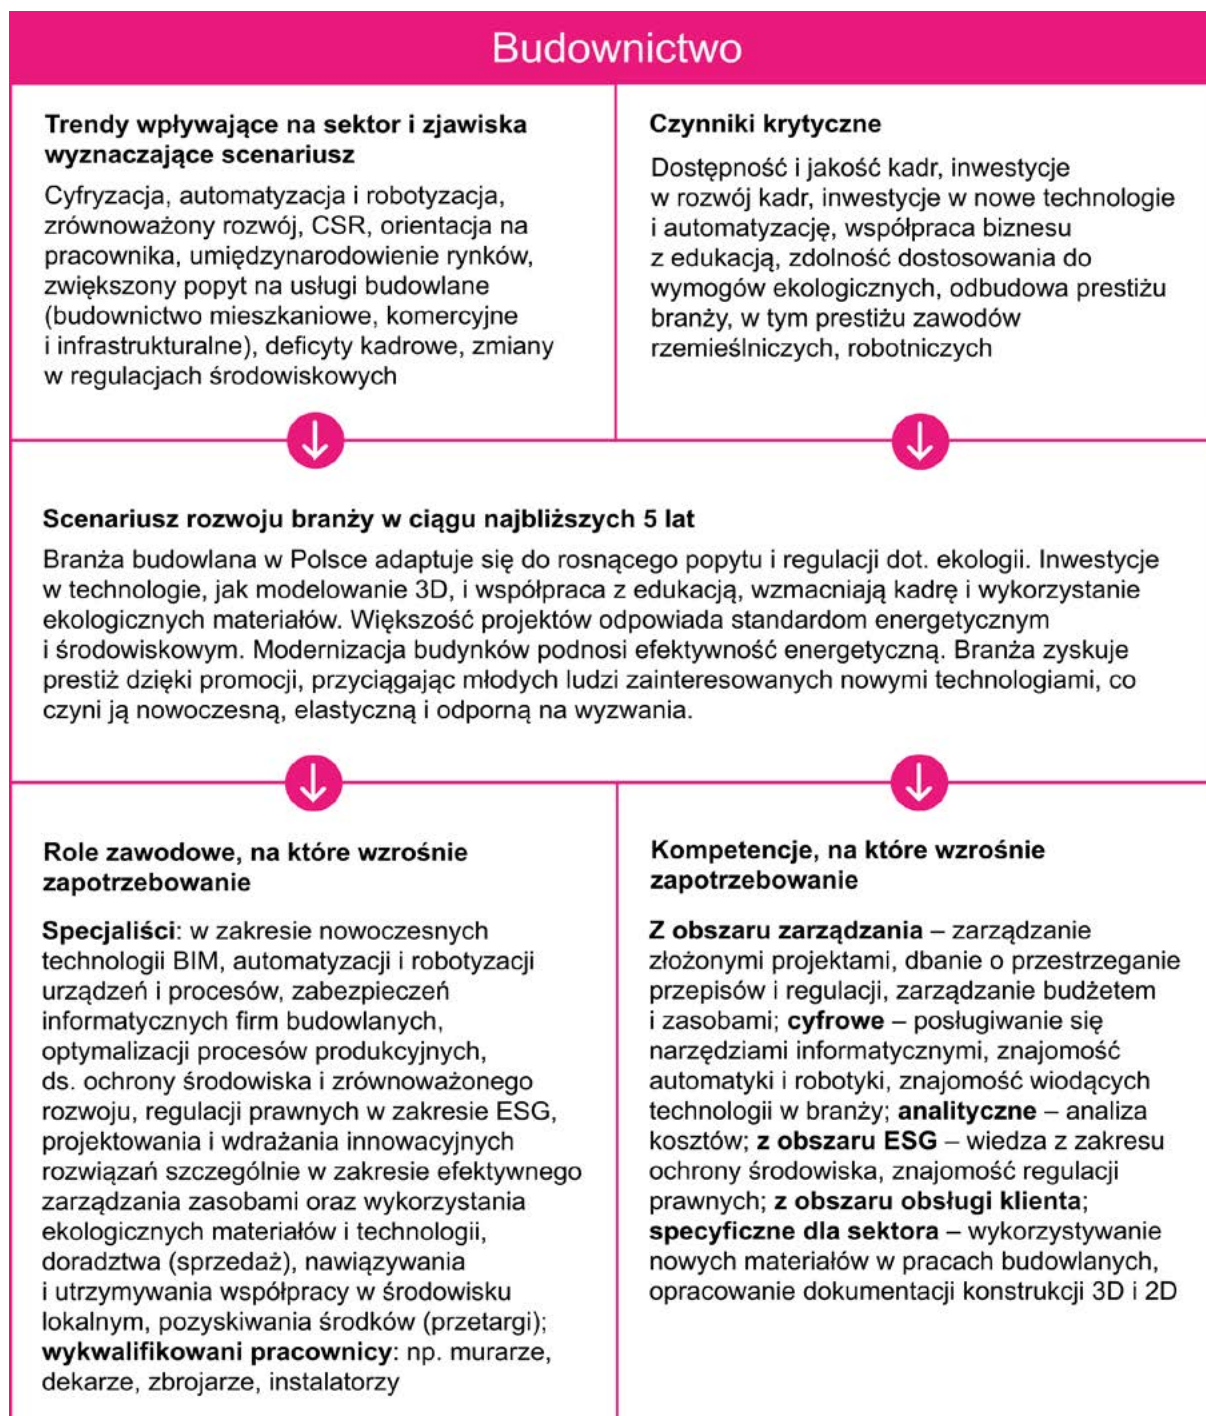 Budownictwo
Trendy wpływające na sektor i zjawiska
wyznaczające scenariusz
Cyfryzacja, automatyzacja i robotyzacja,
zrównoważony rozwój, CSR, orientacja na
pracownika, umiędzynarodowienie rynków,
zwiększony popyt na usługi budowlane
(budownictwo mieszkaniowe, komercyjne
i infrastrukturalne), deficyty kadrowe, zmiany
w regulacjach środowiskowych
Czynniki krytyczne
Dostępność i jakość kadr, inwestycje
w rozwój kadr, inwestycje w nowe technologie
i automatyzację, współpraca biznesu
z edukacją, zdolność dostosowania do
wymogów ekologicznych, odbudowa prestiżu
branży, w tym prestiżu zawodów
rzemieślniczych, robotniczych
Scenariusz rozwoju branży w ciągu najbliższych 5 lat
Branża budowlana w Polsce adaptuje się do rosnącego popytu i regulacji dot. ekologii. Inwestycje
w technologie, jak modelowanie 3D, i współpraca z edukacją, wzmacniają kadrę i wykorzystanie
ekologicznych materiałów. Większość projektów odpowiada standardom energetycznym
i środowiskowym. Modernizacja budynków podnosi efektywność energetyczną. Branża zyskuje
prestiż dzięki promocji, przyciągając młodych ludzi zainteresowanych nowymi technologiami, co
czyni ją nowoczesną, elastyczną i odporną na wyzwania.
Role zawodowe, na które wzrośnie
zapotrzebowanie
Specjaliści: w zakresie nowoczesnych
technologii BIM, automatyzacji i robotyzacji
urządzeń i procesów, zabezpieczeń
informatycznych firm budowlanych,
optymalizacji procesów produkcyjnych,
ds. ochrony środowiska i zrównoważonego
rozwoju, regulacji prawnych w zakresie ESG,
projektowania i wdrażania innowacyjnych
rozwiązań szczególnie w zakresie efektywnego
zarządzania zasobami oraz wykorzystania
ekologicznych materiałów i technologii,
doradztwa (sprzedaż), nawiązywania
i utrzymywania współpracy w środowisku
lokalnym, pozyskiwania środków (przetargi);
wykwalifikowani pracownicy: np. murarze,
dekarze, zbrojarze, instalatorzy
Kompetencje, na które wzrośnie
zapotrzebowanie
Z obszaru zarządzania – zarządzanie
złożonymi projektami, dbanie o przestrzeganie
przepisów i regulacji, zarządzanie budżetem
i zasobami; cyfrowe – posługiwanie się
narzędziami informatycznymi, znajomość
automatyki i robotyki, znajomość wiodących
technologii w branży; analityczne – analiza
kosztów; z obszaru ESG – wiedza z zakresu
ochrony środowiska, znajomość regulacji
prawnych; z obszaru obsługi klienta;
specyficzne dla sektora – wykorzystywanie
nowych materiałów w pracach budowlanych,
opracowanie dokumentacji konstrukcji 3D i 2D